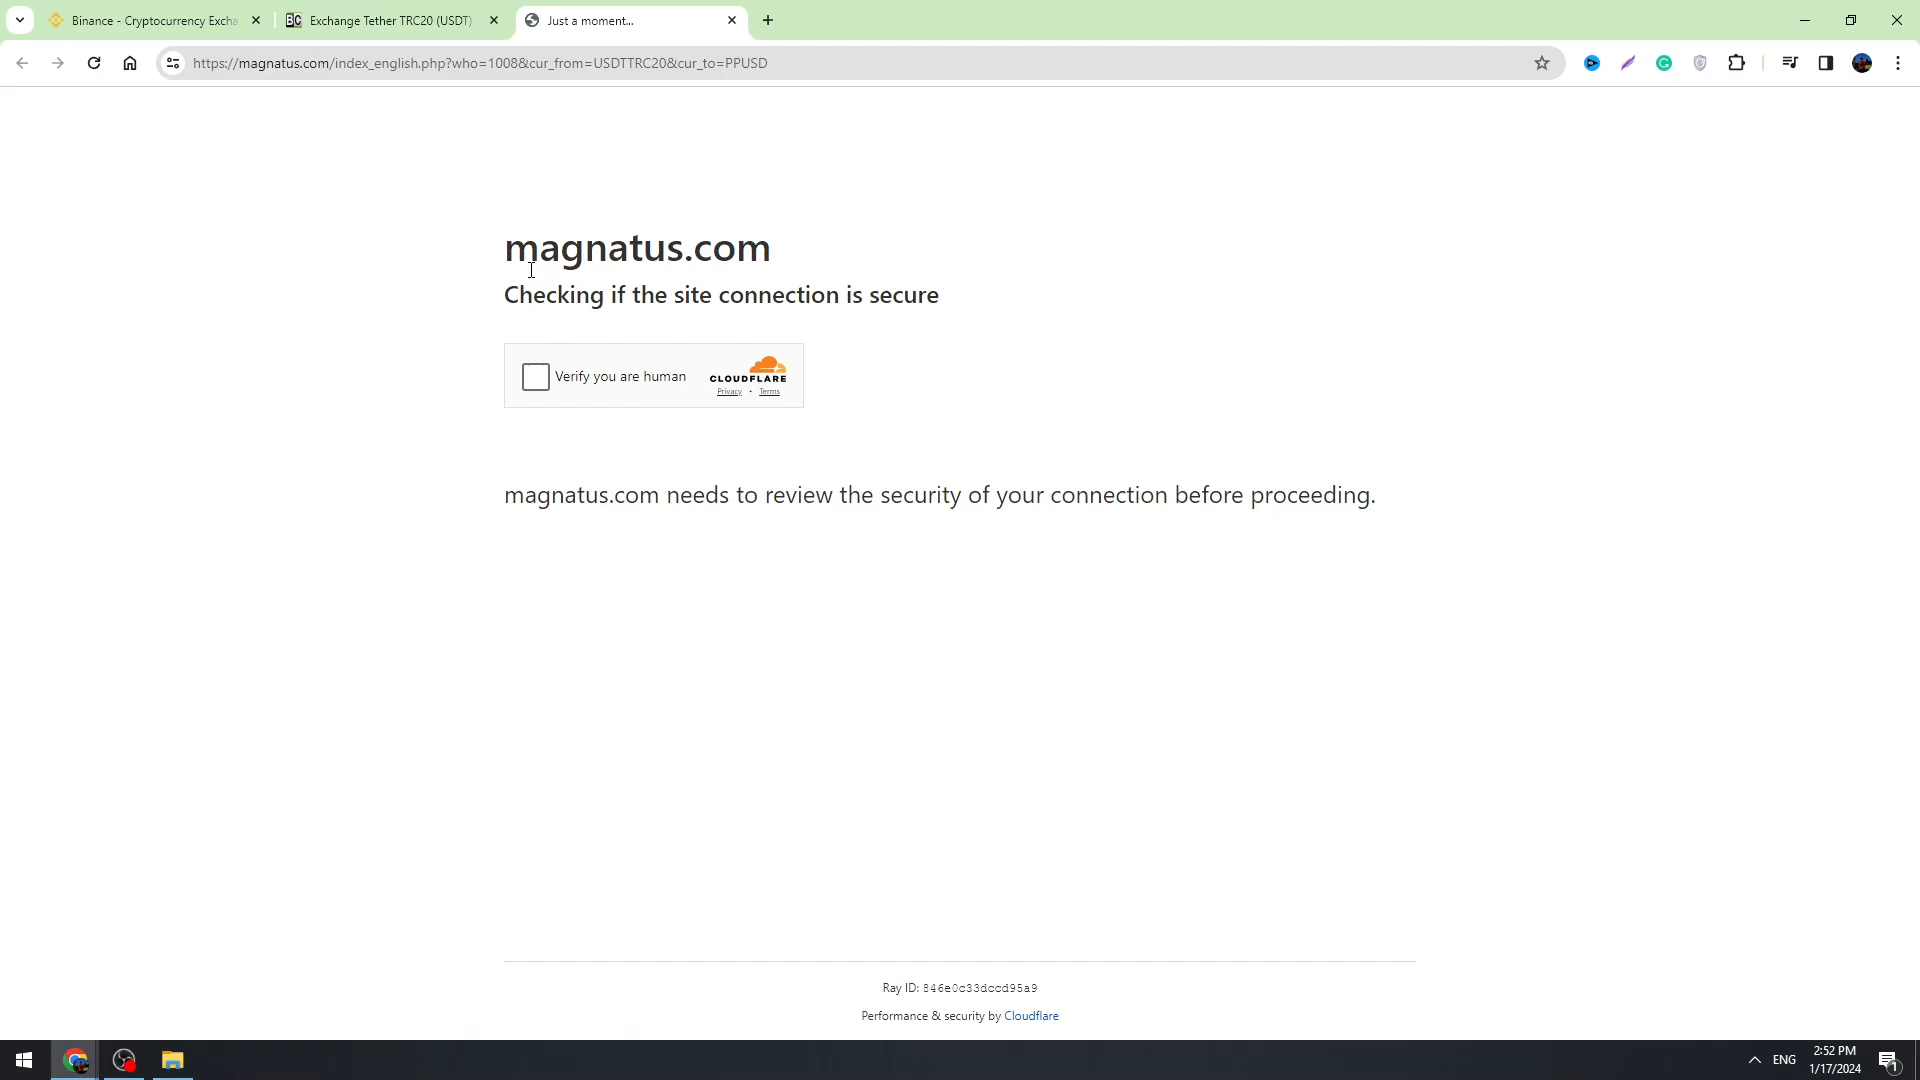 Binance - Cryptocurrency Excha
BC Exchange Tether TRC20 (USDT)
Just a moment...
https://magnatus.com/index_english.php?who=1008&cur_from=USDTTRC20&cur_to=PPUSD
magnatus.com
Checking if the site connection is secure
Verify you are human
CLOUDFLARE
Privacy • Terms
magnatus.com needs to review the security of your connection before proceeding.
Ray ID: 846e0c33dccd95a9
Performance & security by Cloudflare
ENG
2:52 PM
1/17/2024
1